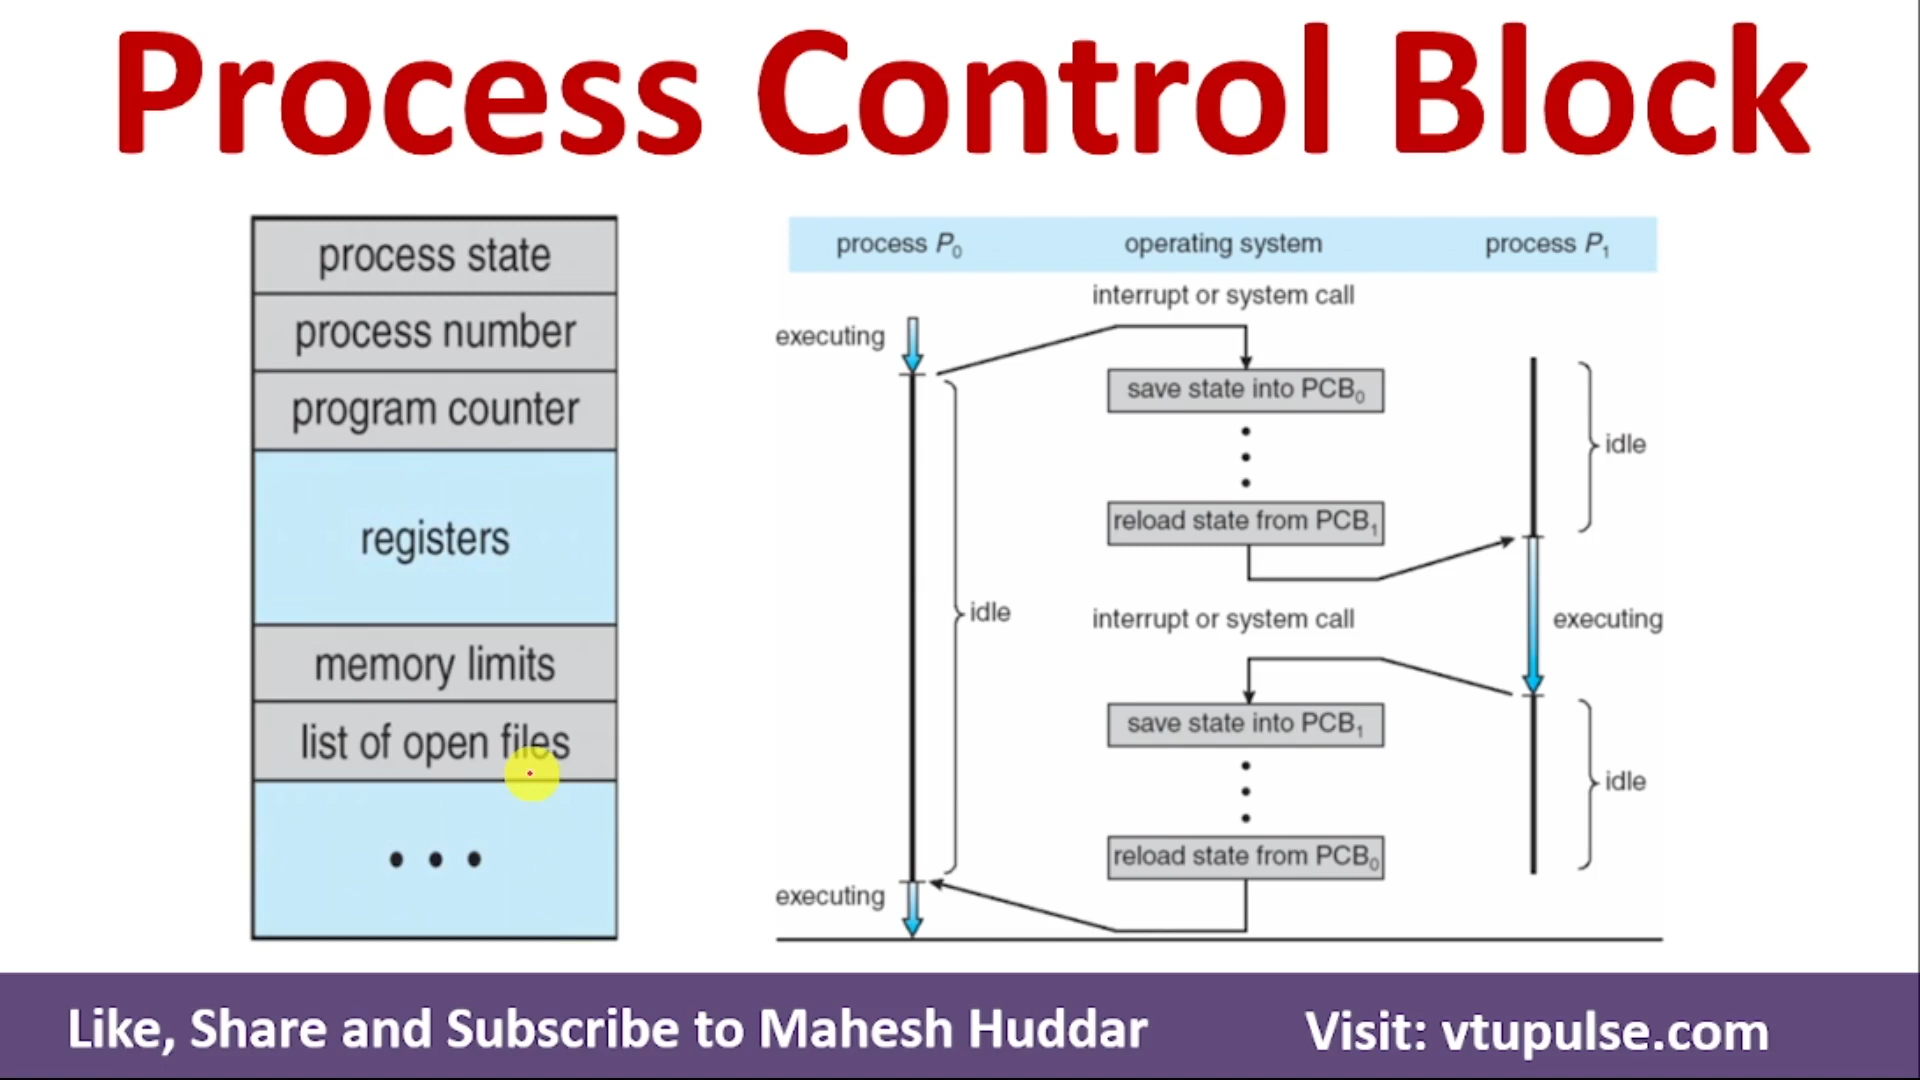 Process Control Block
process state
process number
program counter
registers
memory limits
list of open files
• • •
process P₀ operating system process P₁
interrupt or system call
executing
save state into PCB₀
idle
reload state from PCB₁
idle
interrupt or system call
executing
save state into PCB₁
idle
reload state from PCB₀
executing
Like, Share and Subscribe to Mahesh Huddar
Visit: vtupulse.com